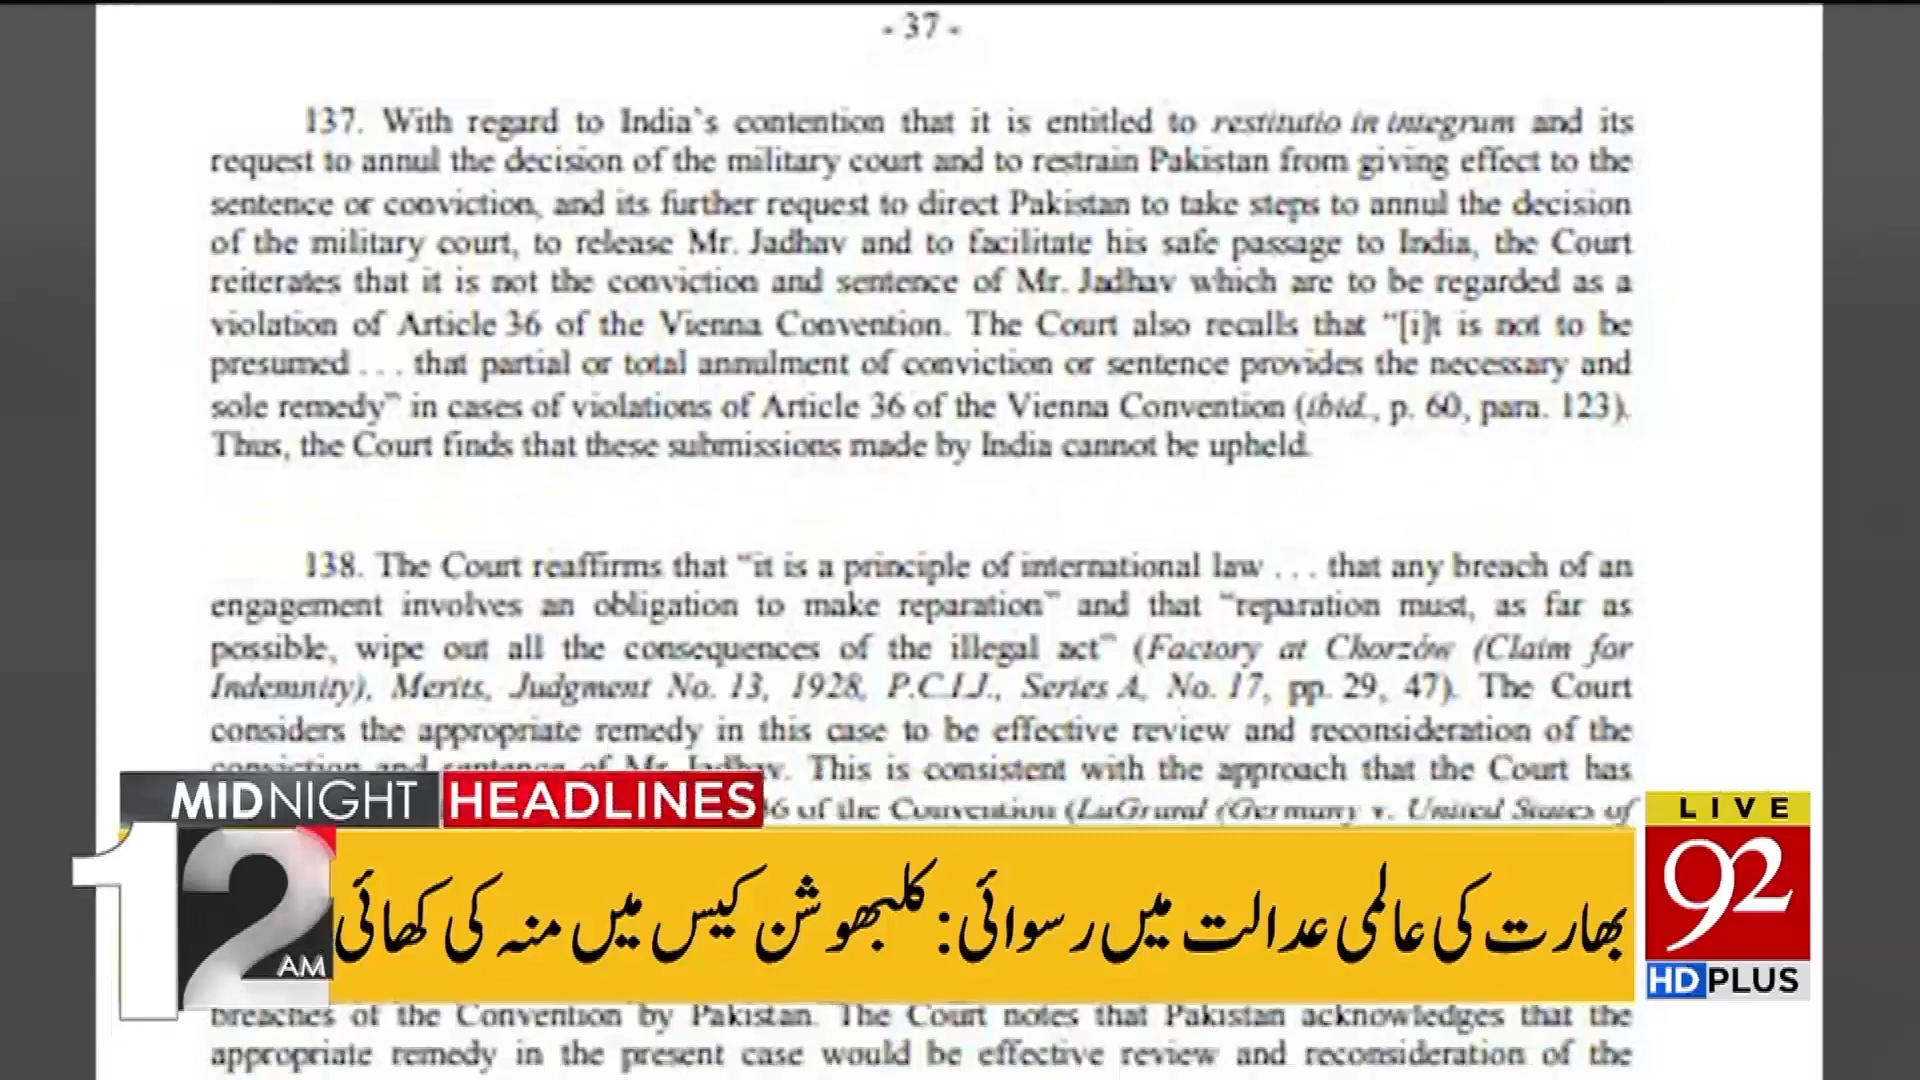 - 37 -
137. With regard to India's contention that it is entitled to restitutio in integrum and its
request to annul the decision of the military court and to restrain Pakistan from giving effect to the
sentence or conviction, and its further request to direct Pakistan to take steps to annul the decision
of the military court, to release Mr. Jadhav and to facilitate his safe passage to India, the Court
reiterates that it is not the conviction and sentence of Mr. Jadhav which are to be regarded as a
violation of Article 36 of the Vienna Convention. The Court also recalls that "[i]t is not to be
presumed . . . that partial or total annulment of conviction or sentence provides the necessary and
sole remedy" in cases of violations of Article 36 of the Vienna Convention (ibid., p. 60, para. 123).
Thus, the Court finds that these submissions made by India cannot be upheld.
138. The Court reaffirms that "it is a principle of international law . . . that any breach of an
engagement involves an obligation to make reparation" and that "reparation must, as far as
possible, wipe out all the consequences of the illegal act" (Factory at Chorzów (Claim for
Indemnity), Merits, Judgment No. 13, 1928, P.C.I.J., Series A, No. 17, pp. 29, 47). The Court
considers the appropriate remedy in this case to be effective review and reconsideration of the
conviction and sentence of Mr. Jadhav. This is consistent with the approach that the Court has
36 of the Convention (LaGrand (Germany v. United States of
MIDNIGHT HEADLINES
12 AM
بھارت کی عالمی عدالت میں رسوائی: کلبھوشن کیس میں منہ کی کھائی
LIVE
92
HD PLUS
breaches of the Convention by Pakistan. The Court notes that Pakistan acknowledges that the
appropriate remedy in the present case would be effective review and reconsideration of the